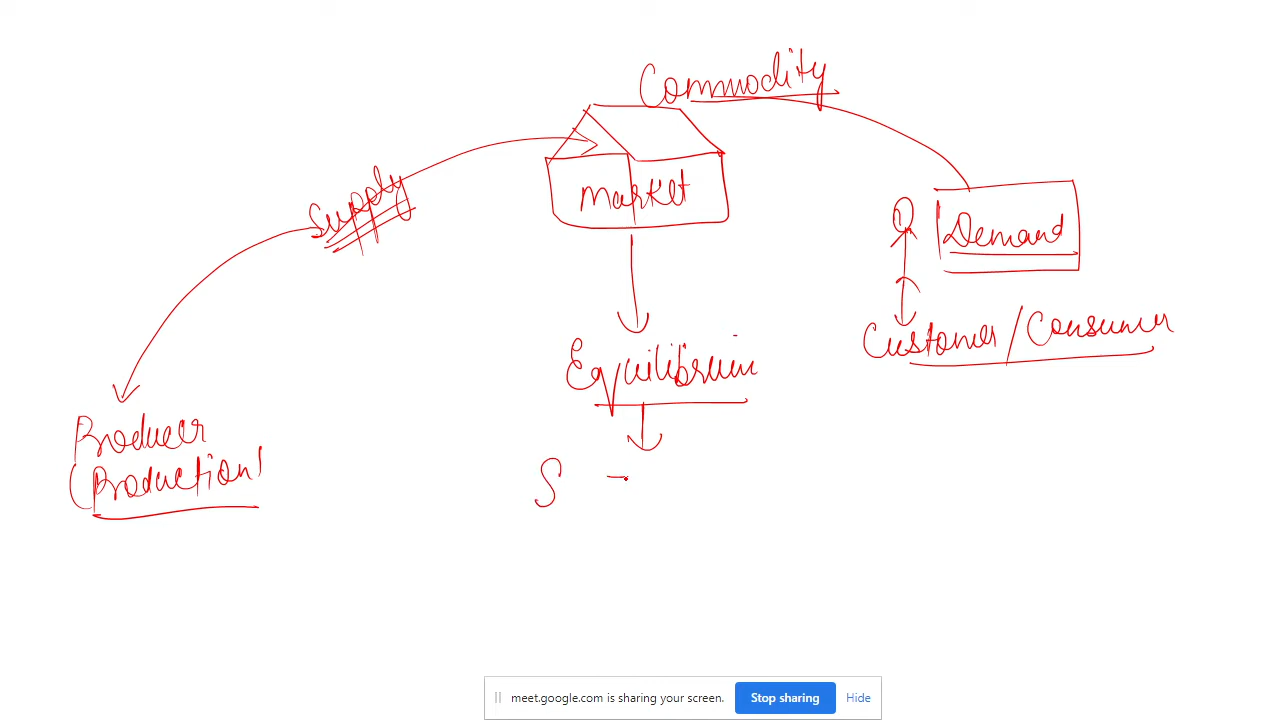 Commodity
Market
Supply
Demand
Customer/Consumer
Equilibrium
Producer
(Production)
S -
meet.google.com is sharing your screen.
Stop sharing
Hide